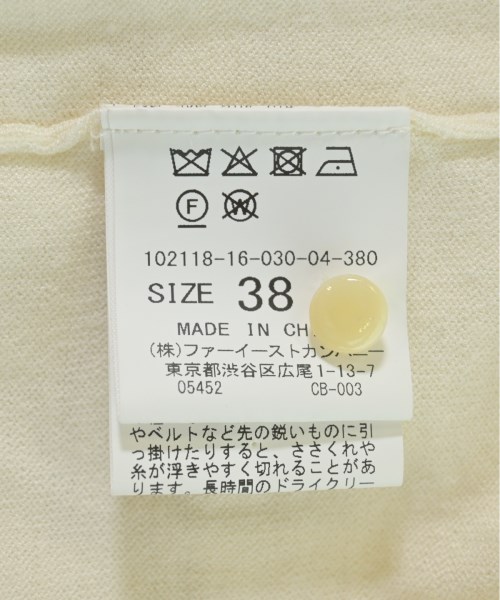 F
W
102118-16-030-04-380
SIZE 38
MADE IN CH
(株)ファーイーストカンパニー
東京都渋谷区広尾1-13-7
05452 CB-003
やベルトなど先の鋭いものに引
っ掛けたりすると、ささくれや
糸が浮きやすく切れることがあ
ります。長時間のドライクリー